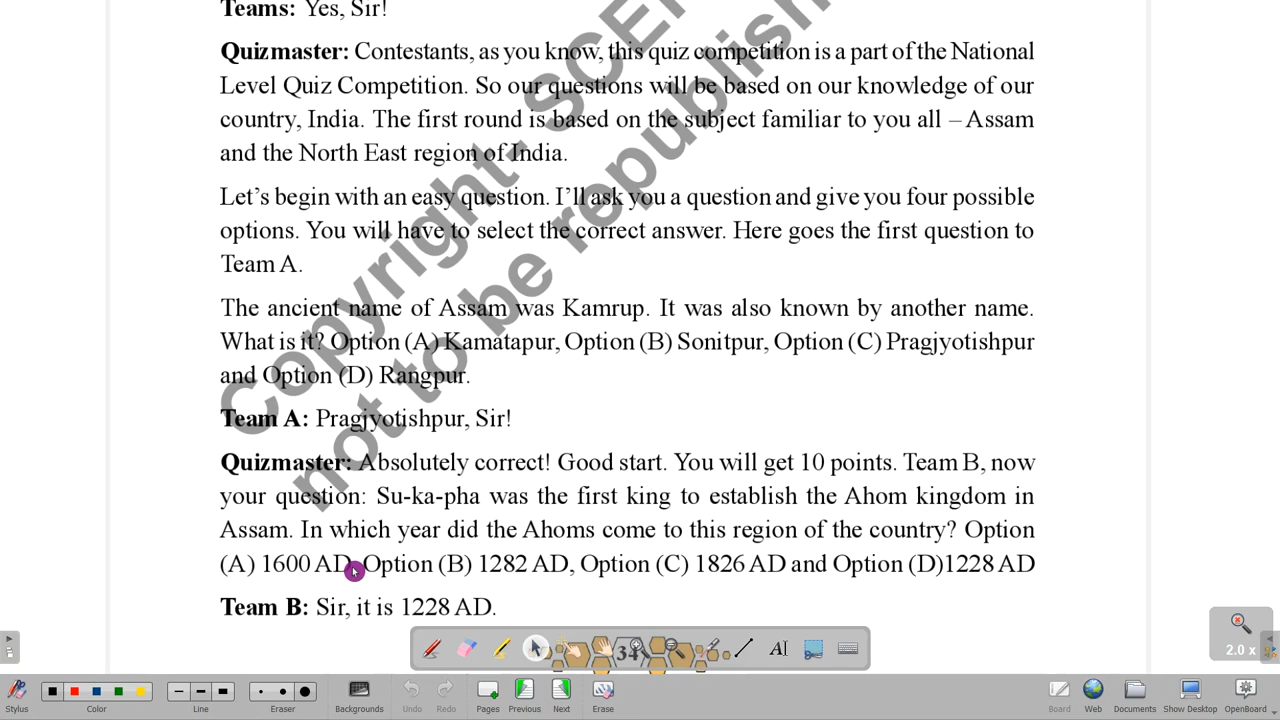 Teams: Yes, Sir!
Quizmaster: Contestants, as you know, this quiz competition is a part of the National
Level Quiz Competition. So our questions will be based on our knowledge of our
country, India. The first round is based on the subject familiar to you all – Assam
and the North East region of India.
Let’s begin with an easy question. I’ll ask you a question and give you four possible
options. You will have to select the correct answer. Here goes the first question to
Team A.
The ancient name of Assam was Kamrup. It was also known by another name.
What is it? Option (A) Kamatapur, Option (B) Sonitpur, Option (C) Pragjyotishpur
and Option (D) Rangpur.
Team A: Pragjyotishpur, Sir!
Quizmaster: Absolutely correct! Good start. You will get 10 points. Team B, now
your question: Su-ka-pha was the first king to establish the Ahom kingdom in
Assam. In which year did the Ahoms come to this region of the country? Option
(A) 1600 AD, Option (B) 1282 AD, Option (C) 1826 AD and Option (D)1228 AD
Team B: Sir, it is 1228 AD.
Copyright- SCE
not to be republish
34
2.0 x
Stylus Color Line Eraser Backgrounds Undo Redo Pages Previous Next Erase Board Web Documents Show Desktop OpenBoard